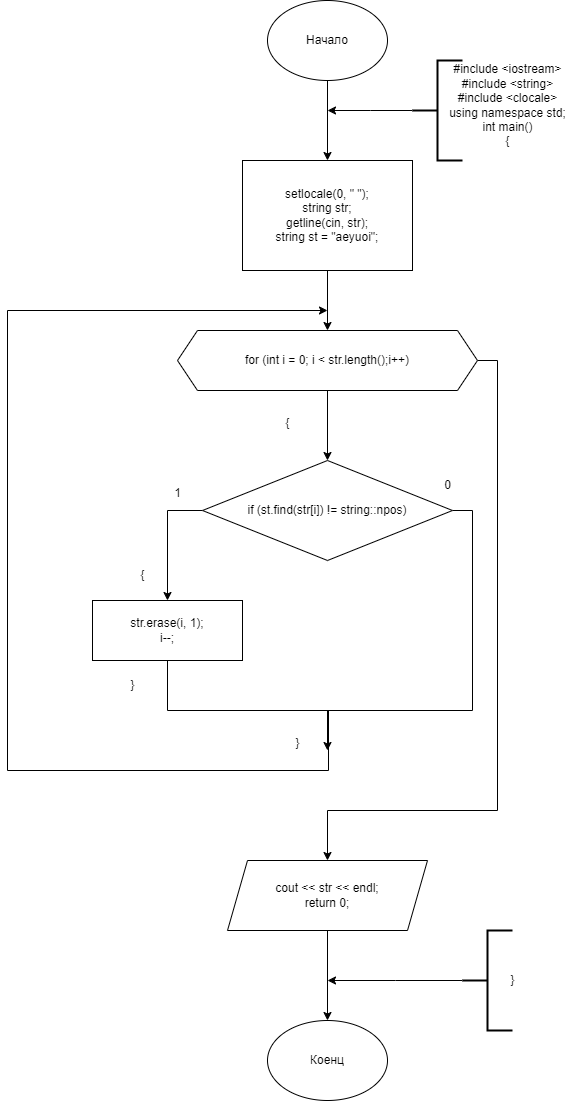 Начало
#include <iostream>
#include <string>
#include <clocale>
using namespace std;
int main()
{
setlocale(0, " ");
string str;
getline(cin, str);
string st = "aeyuoi";
for (int i = 0; i < str.length();i++)
{
1
0
if (st.find(str[i]) != string::npos)
{
str.erase(i, 1);
i--;
}
}
cout << str << endl;
return 0;
}
Коенц